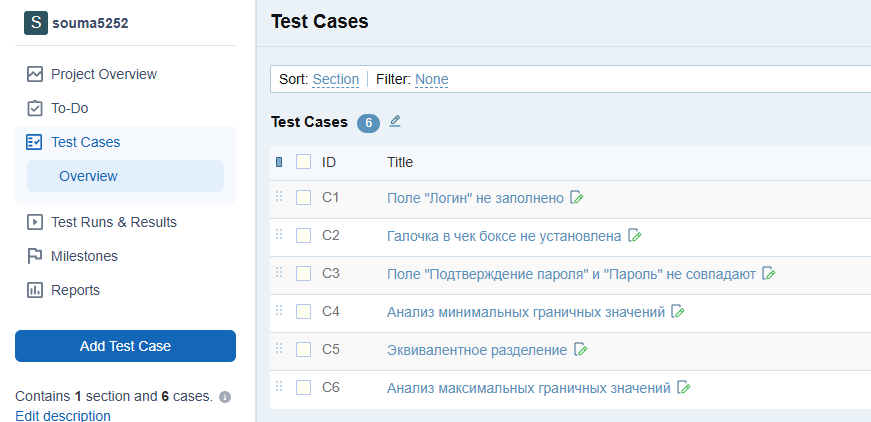 S souma5252
Project Overview
To-Do
Test Cases
Overview
Test Runs & Results
Milestones
Reports
Add Test Case
Contains 1 section and 6 cases. i
Edit description
Test Cases
Sort: Section Filter: None
Test Cases 6
ID Title
C1 Поле "Логин" не заполнено
C2 Галочка в чек боксе не установлена
C3 Поле "Подтверждение пароля" и "Пароль" не совпадают
C4 Анализ минимальных граничных значений
C5 Эквивалентное разделение
C6 Анализ максимальных граничных значений